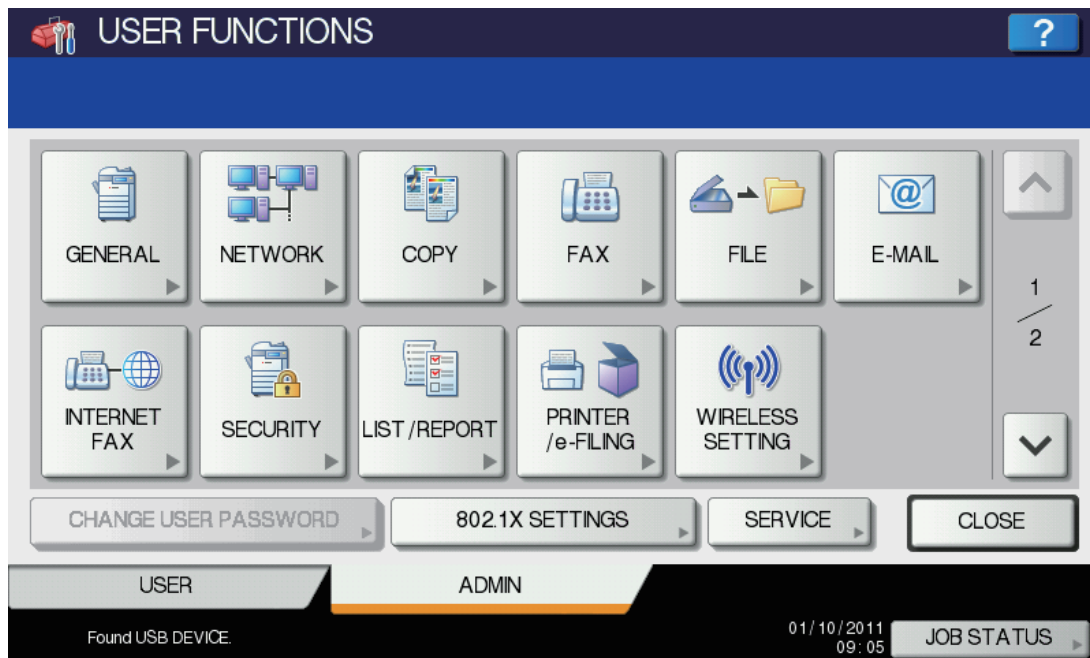 USER FUNCTIONS
?
GENERAL
NETWORK
COPY
FAX
FILE
@
E-MAIL
1
2
INTERNET
FAX
SECURITY
LIST/REPORT
PRINTER
/e-FILING
WIRELESS
SETTING
CHANGE USER PASSWORD
802.1X SETTINGS
SERVICE
CLOSE
USER
ADMIN
Found USB DEVICE.
01/10/2011
09:05
JOB STATUS